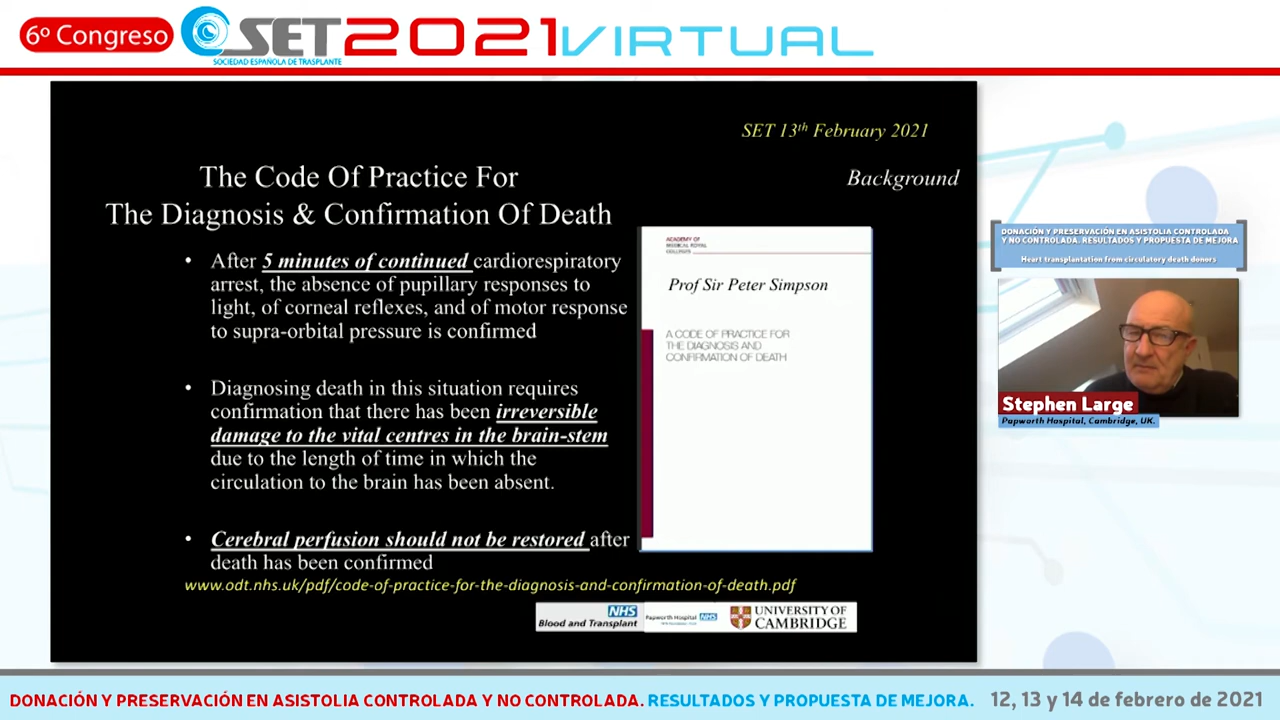 6º Congreso
SET 2021 VIRTUAL
SOCIEDAD ESPAÑOLA DE TRASPLANTE
SET 13th February 2021
Background
The Code Of Practice For
The Diagnosis & Confirmation Of Death
• After 5 minutes of continued cardiorespiratory
arrest, the absence of pupillary responses to
light, of corneal reflexes, and of motor response
to supra-orbital pressure is confirmed
• Diagnosing death in this situation requires
confirmation that there has been irreversible
damage to the vital centres in the brain-stem
due to the length of time in which the
circulation to the brain has been absent.
• Cerebral perfusion should not be restored after
death has been confirmed
www.odt.nhs.uk/pdf/code-of-practice-for-the-diagnosis-and-confirmation-of-death.pdf
ACADEMY OF
MEDICAL ROYAL
COLLEGES
Prof Sir Peter Simpson
A CODE OF PRACTICE FOR
THE DIAGNOSIS AND
CONFIRMATION OF DEATH
NHS
Blood and Transplant
Papworth Hospital NHS
UNIVERSITY OF
CAMBRIDGE
DONACIÓN Y PRESERVACIÓN EN ASISTOLIA CONTROLADA
Y NO CONTROLADA. RESULTADOS Y PROPUESTA DE MEJORA
Heart transplantation from circulatory death donors
Stephen Large
Papworth Hospital, Cambridge, UK.
DONACIÓN Y PRESERVACIÓN EN ASISTOLIA CONTROLADA Y NO CONTROLADA. RESULTADOS Y PROPUESTA DE MEJORA. 12, 13 y 14 de febrero de 2021